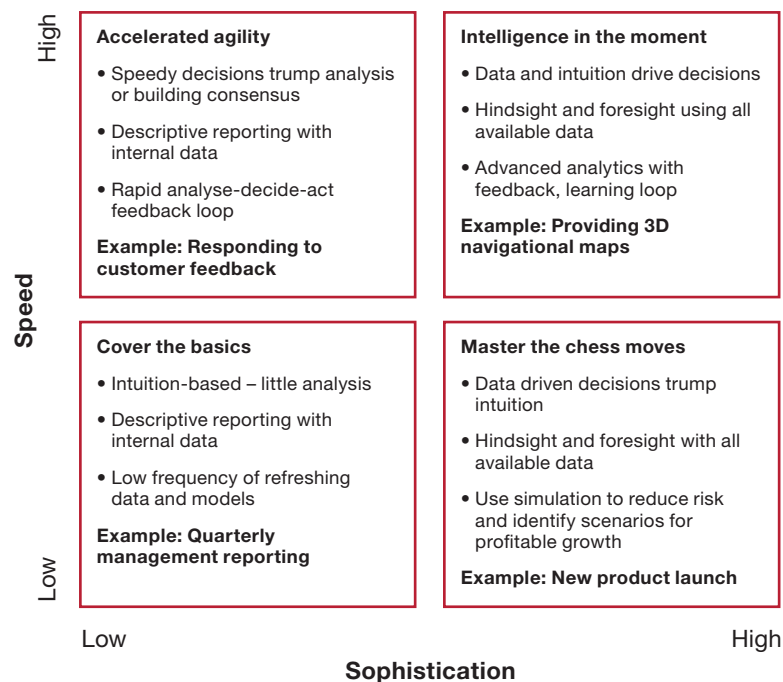 High
Accelerated agility
• Speedy decisions trump analysis
or building consensus
• Descriptive reporting with
internal data
• Rapid analyse-decide-act
feedback loop
Example: Responding to
customer feedback
Intelligence in the moment
• Data and intuition drive decisions
• Hindsight and foresight using all
available data
• Advanced analytics with
feedback, learning loop
Example: Providing 3D
navigational maps
Speed
Cover the basics
• Intuition-based – little analysis
• Descriptive reporting with
internal data
• Low frequency of refreshing
data and models
Example: Quarterly
management reporting
Master the chess moves
• Data driven decisions trump
intuition
• Hindsight and foresight with all
available data
• Use simulation to reduce risk
and identify scenarios for
profitable growth
Example: New product launch
Low
Low
High
Sophistication